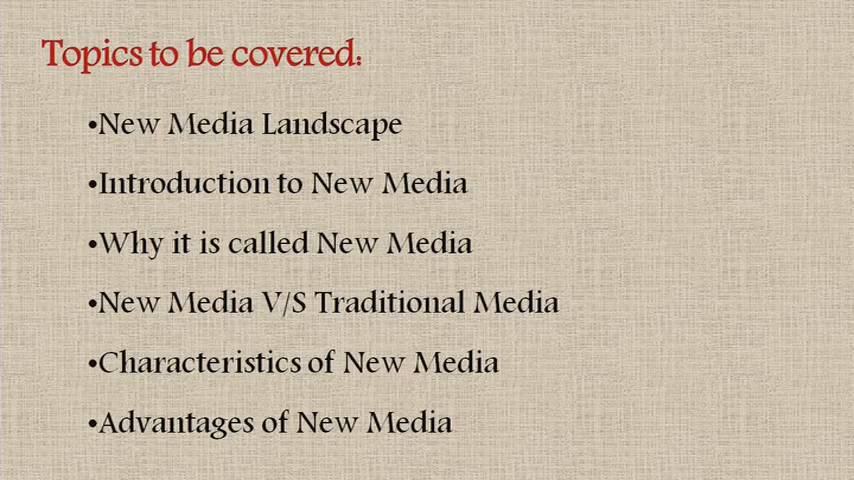 Topics to be covered:
•New Media Landscape
•Introduction to New Media
•Why it is called New Media
•New Media V/S Traditional Media
•Characteristics of New Media
•Advantages of New Media